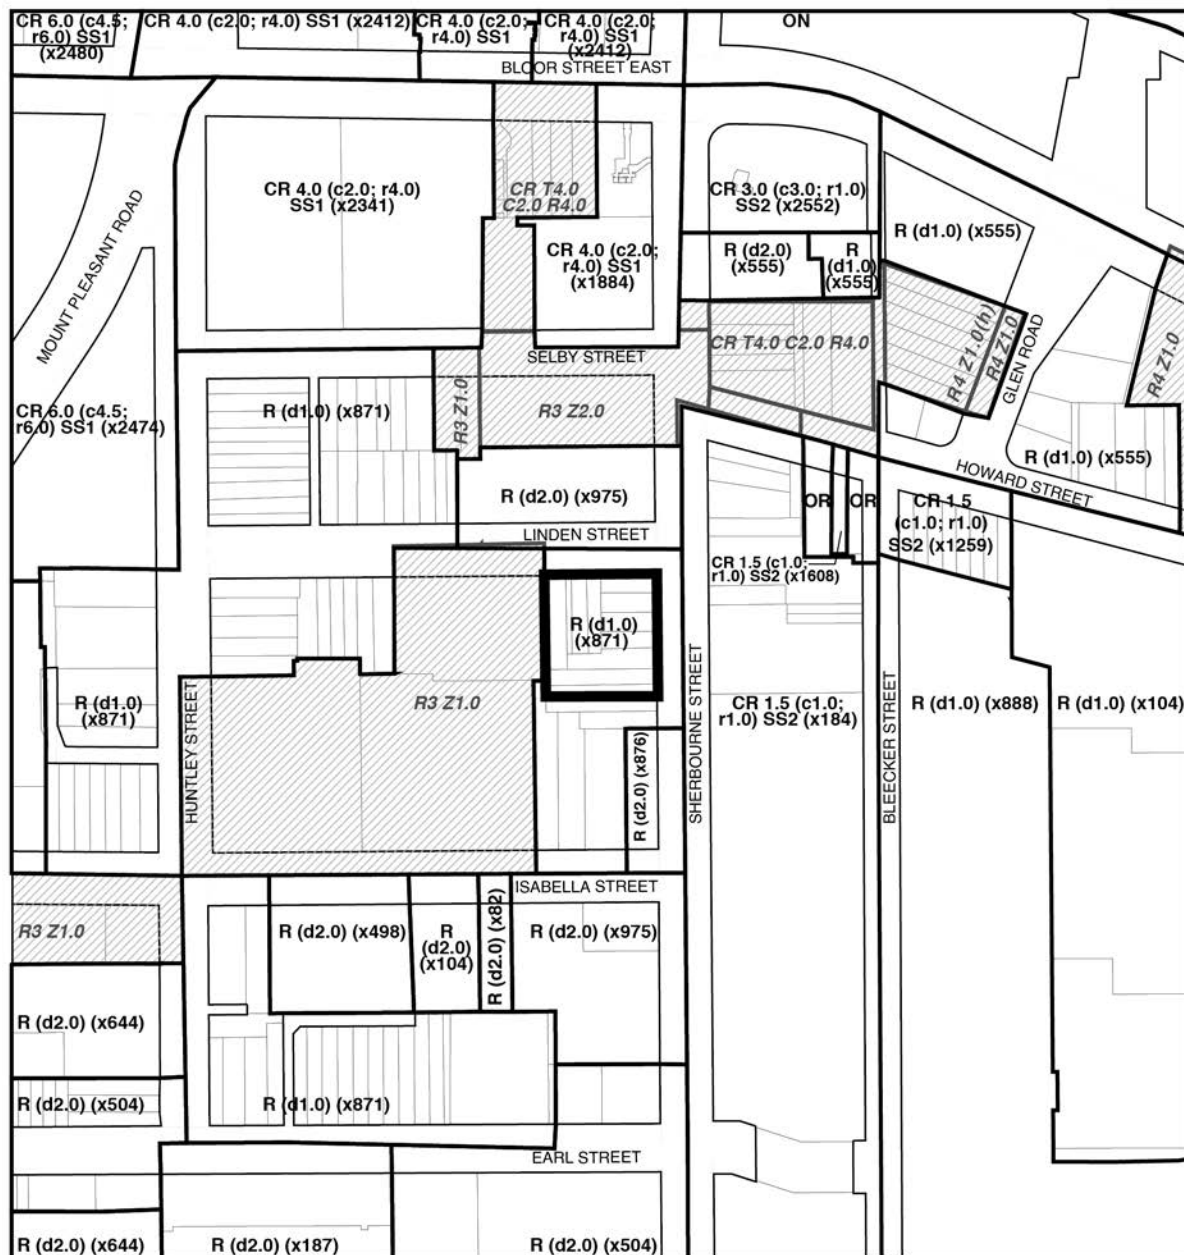 CR 6.0 (c4.5;
r6.0) SS1
(x2480)
CR 4.0 (c2.0; r4.0) SS1 (x2412)
CR 4.0 (c2.0;
r4.0) SS1
CR 4.0 (c2.0;
r4.0) SS1
(x2412)
ON
BLOOR STREET EAST
MOUNT PLEASANT ROAD
CR 4.0 (c2.0; r4.0)
SS1 (x2341)
CR T4.0
C2.0 R4.0
CR 4.0 (c2.0;
r4.0) SS1
(x1884)
CR 3.0 (c3.0; r1.0)
SS2 (x2552)
R (d2.0)
(x555)
R
(d1.0)
(x555)
R (d1.0) (x555)
SELBY STREET
CR T4.0 C2.0 R4.0
R4 Z1.0(h)
R4 Z1.0
GLEN ROAD
R4 Z1.0
CR 6.0 (c4.5;
r6.0) SS1 (x2474)
R (d1.0) (x871)
R3 Z1.0
R3 Z2.0
R (d1.0) (x555)
HOWARD STREET
R (d2.0) (x975)
LINDEN STREET
OR
OR
CR 1.5
(c1.0; r1.0)
SS2 (x1259)
CR 1.5 (c1.0;
r1.0) SS2 (x1608)
R (d1.0)
(x871)
R (d1.0)
(x871)
HUNTLEY STREET
R3 Z1.0
R (d2.0) (x876)
SHERBOURNE STREET
CR 1.5 (c1.0;
r1.0) SS2 (x184)
BLEECKER STREET
R (d1.0) (x888)
R (d1.0) (x104)
ISABELLA STREET
R3 Z1.0
R (d2.0) (x498)
R
(d2.0)
(x104)
R (d2.0) (x82)
R (d2.0) (x975)
R (d2.0) (x644)
R (d2.0) (x504)
R (d1.0) (x871)
EARL STREET
R (d2.0) (x644)
R (d2.0) (x187)
R (d2.0) (x504)